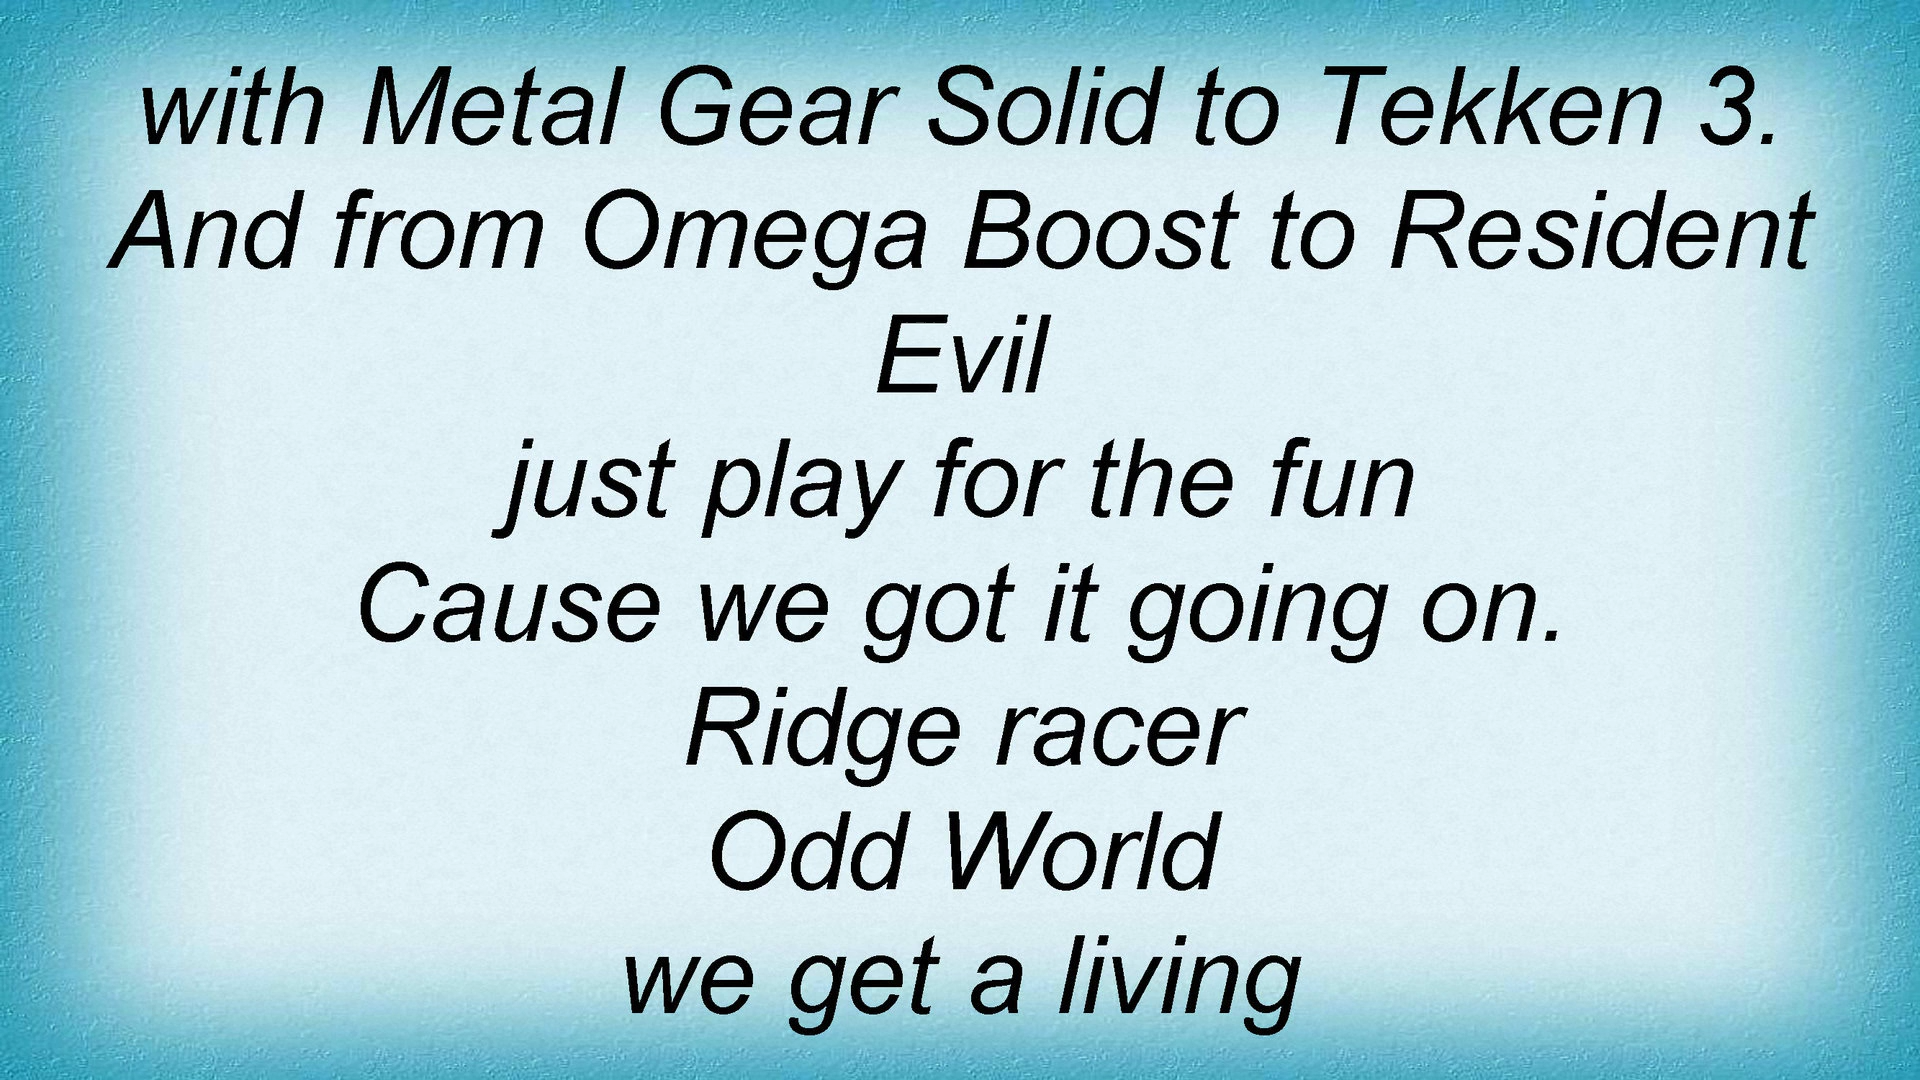 with Metal Gear Solid to Tekken 3.
And from Omega Boost to Resident
Evil
just play for the fun
Cause we got it going on.
Ridge racer
Odd World
we get a living